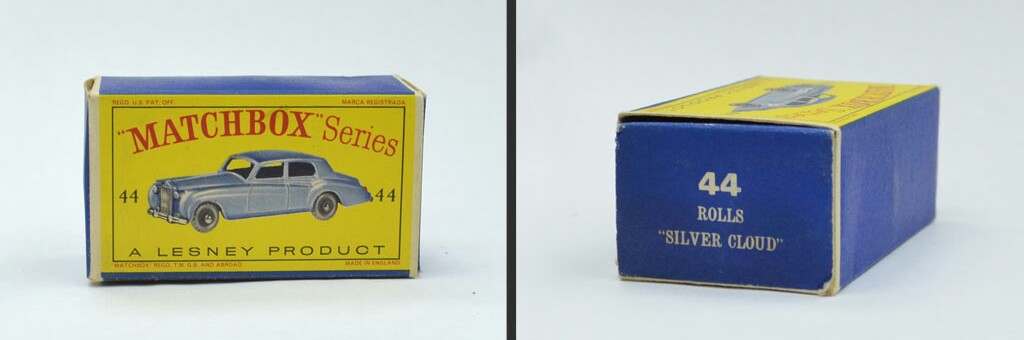 REGD. U.S. PAT. OFF. MARCA REGISTRADA
"MATCHBOX" Series
44 44
A LESNEY PRODUCT
"MATCHBOX" REGD. T.M. G.B. AND ABROAD MADE IN ENGLAND
44
ROLLS
"SILVER CLOUD"